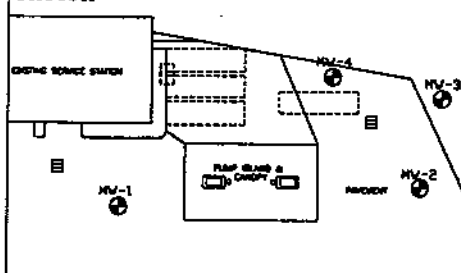 MW-4
EXISTING SERVICE STATION
MW-3
PUMP ISLAND &
CANOPY
MW-2
PAVEMENT
MW-1